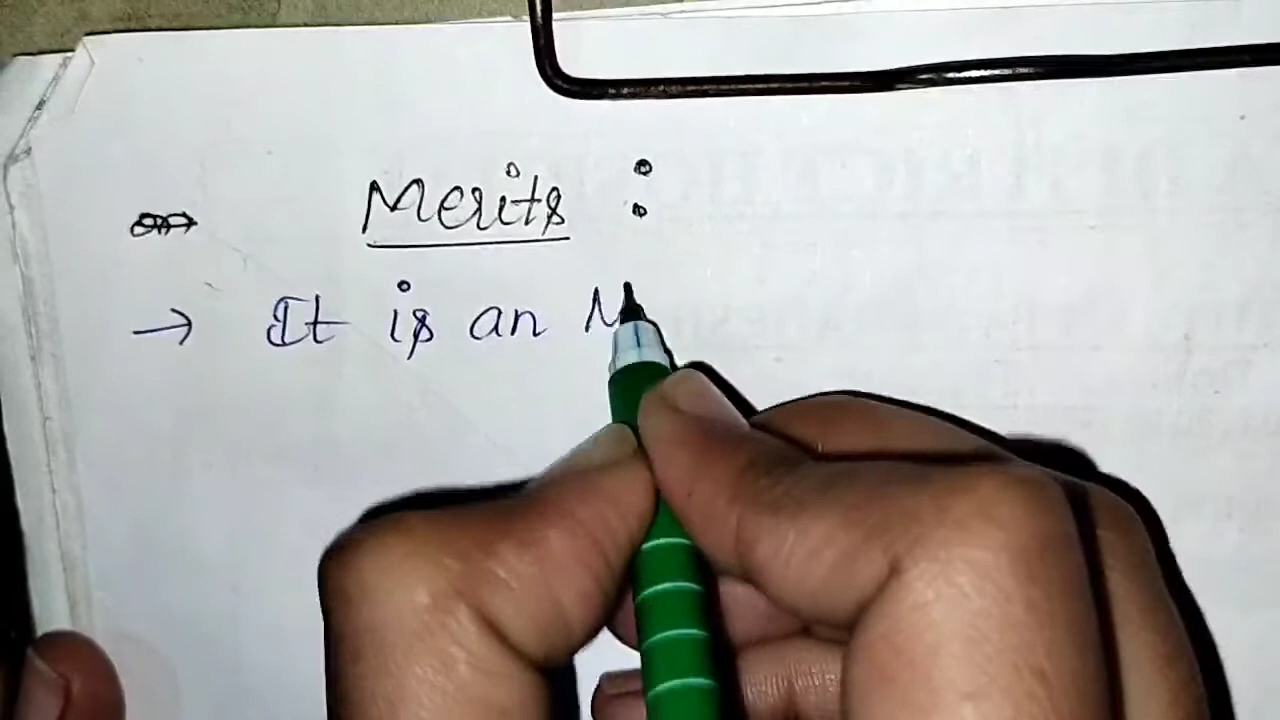 Merits :
→ It is an